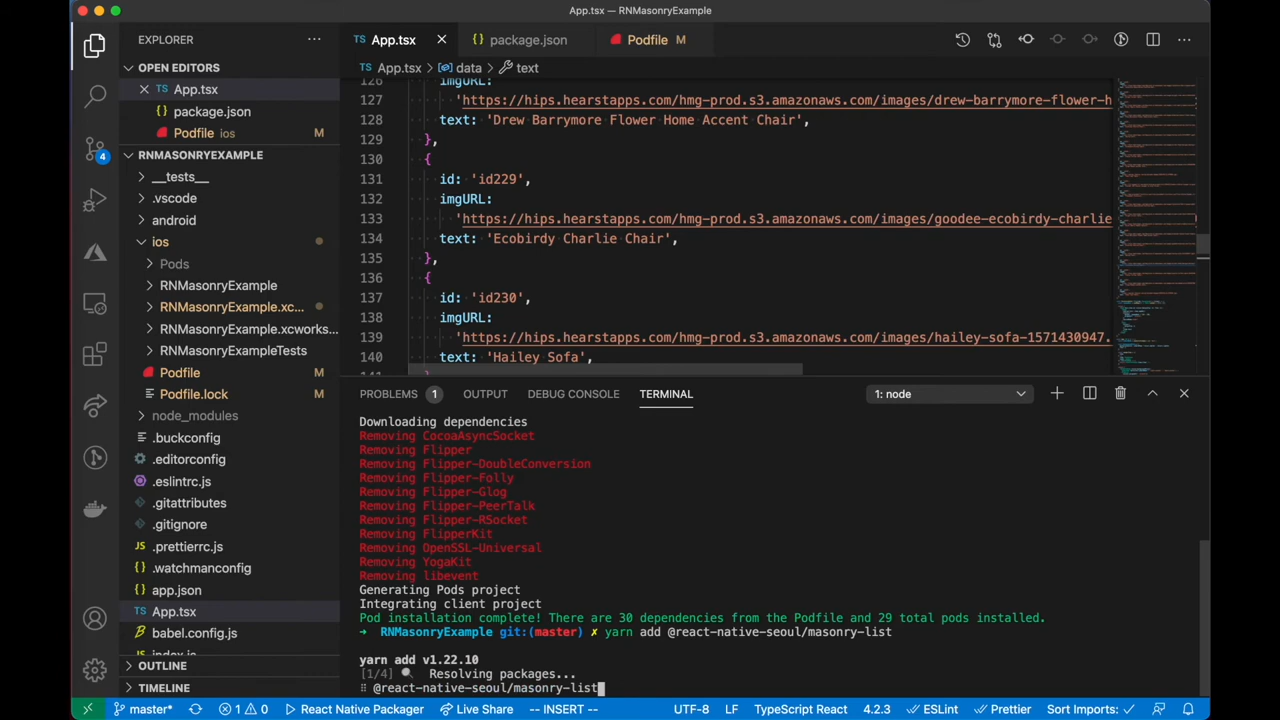 App.tsx — RNMasonryExample
EXPLORER
App.tsx
package.json
Podfile M
OPEN EDITORS
App.tsx > data > text
App.tsx
package.json
Podfile ios M
RNMASONRYEXAMPLE
__tests__
.vscode
android
ios
Pods
RNMasonryExample
RNMasonryExample.xc...
RNMasonryExample.xcworks...
RNMasonryExampleTests
Podfile M
Podfile.lock M
node_modules
.buckconfig
.editorconfig
.eslintrc.js
.gitattributes
.gitignore
.prettierrc.js
.watchmanconfig
app.json
App.tsx
babel.config.js
index.js
OUTLINE
TIMELINE
126 imgURL:
127 'https://hips.hearstapps.com/hmg-prod.s3.amazonaws.com/images/drew-barrymore-flower-h
128 text: 'Drew Barrymore Flower Home Accent Chair',
129 },
130 {
131 id: 'id229',
132 imgURL:
133 'https://hips.hearstapps.com/hmg-prod.s3.amazonaws.com/images/goodee-ecobirdy-charlie
134 text: 'Ecobirdy Charlie Chair',
135 },
136 {
137 id: 'id230',
138 imgURL:
139 'https://hips.hearstapps.com/hmg-prod.s3.amazonaws.com/images/hailey-sofa-1571430947.
140 text: 'Hailey Sofa',
141 }
PROBLEMS 1 OUTPUT DEBUG CONSOLE TERMINAL 1: node
Downloading dependencies
Removing CocoaAsyncSocket
Removing Flipper
Removing Flipper-DoubleConversion
Removing Flipper-Folly
Removing Flipper-Glog
Removing Flipper-PeerTalk
Removing Flipper-RSocket
Removing FlipperKit
Removing OpenSSL-Universal
Removing YogaKit
Removing libevent
Generating Pods project
Integrating client project
Pod installation complete! There are 30 dependencies from the Podfile and 29 total pods installed.
➜ RNMasonryExample git:(master) ✗ yarn add @react-native-seoul/masonry-list
yarn add v1.22.10
[1/4] 🔍 Resolving packages...
⠇ @react-native-seoul/masonry-list
4
master* 1 0 React Native Packager Live Share -- INSERT -- UTF-8 LF TypeScript React 4.2.3 ESLint Prettier Sort Imports: